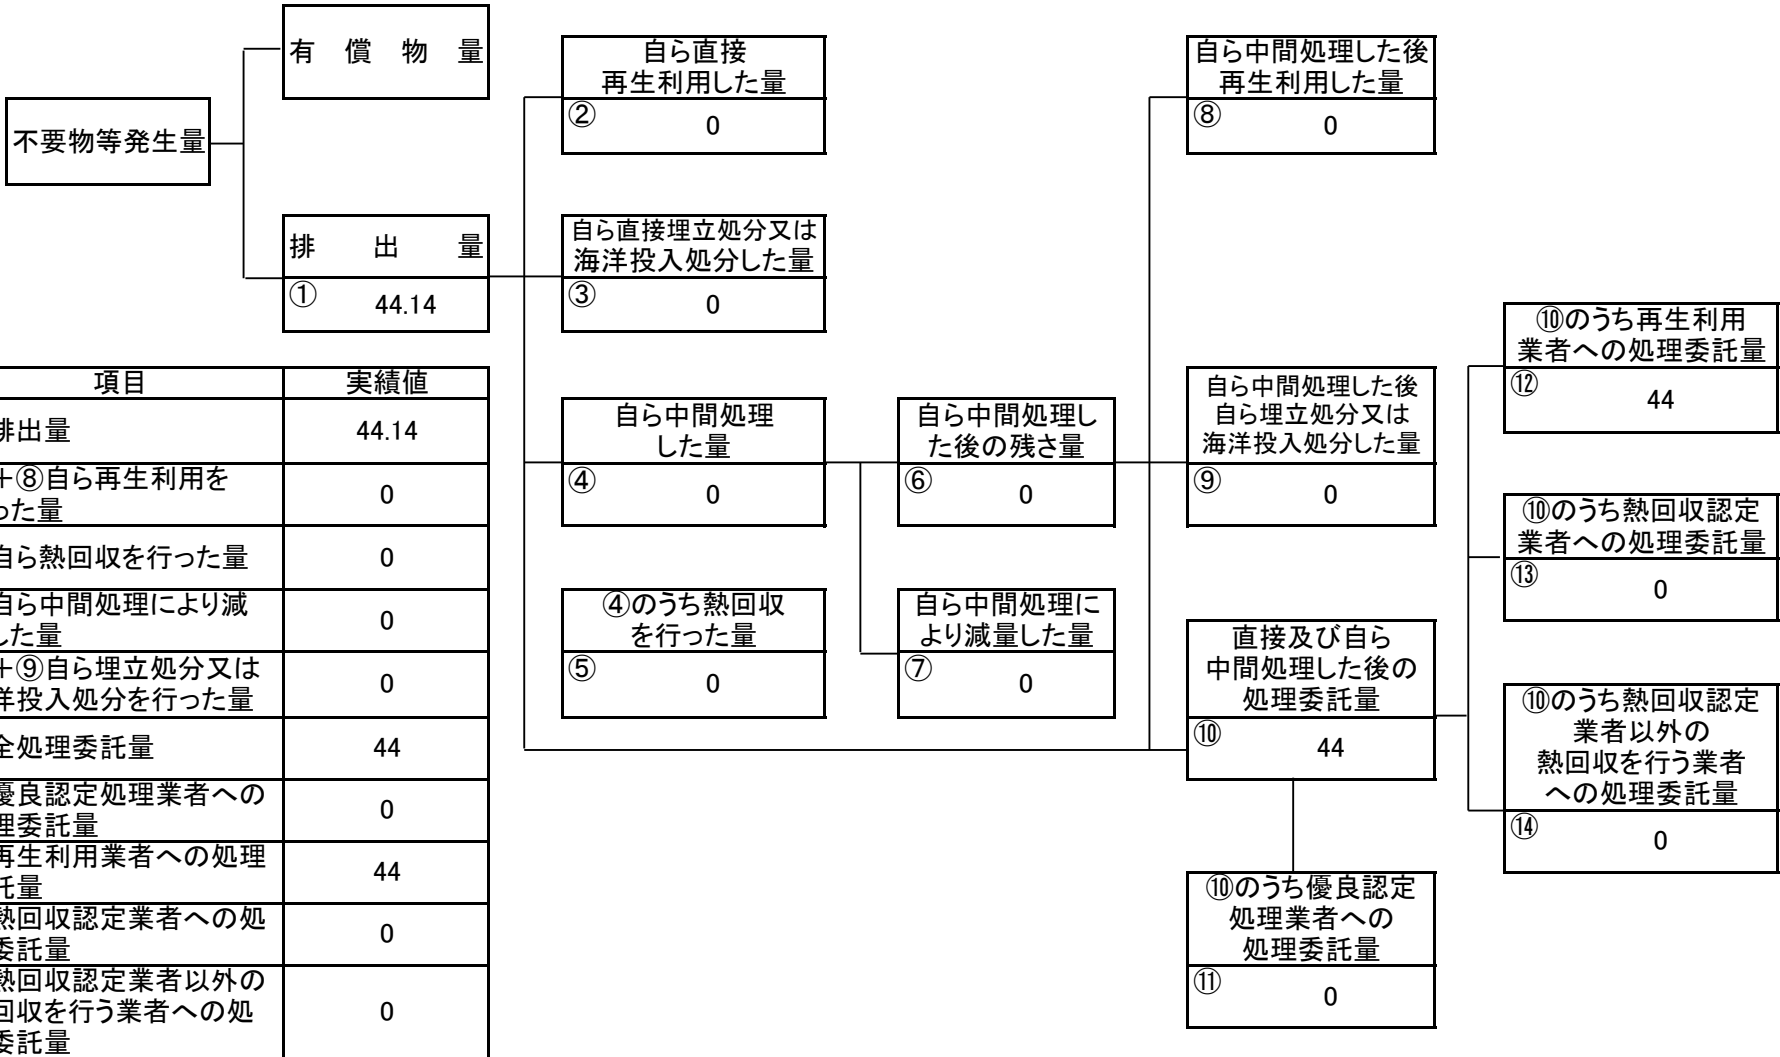 有償物量
不要物等発生量
排出量
① 44.14
自ら直接
再生利用した量
② 0
自ら直接埋立処分又は
海洋投入処分した量
③ 0
自ら中間処理
した量
④ 0
④のうち熱回収
を行った量
⑤ 0
自ら中間処理し
た後の残さ量
⑥ 0
自ら中間処理に
より減量した量
⑦ 0
自ら中間処理した後
再生利用した量
⑧ 0
自ら中間処理した後
自ら埋立処分又は
海洋投入処分した量
⑨ 0
直接及び自ら
中間処理した後の
処理委託量
⑩ 44
⑩のうち優良認定
処理業者への
処理委託量
⑪ 0
⑩のうち再生利用
業者への処理委託量
⑫ 44
⑩のうち熱回収認定
業者への処理委託量
⑬ 0
⑩のうち熱回収認定
業者以外の
熱回収を行う業者
への処理委託量
⑭ 0
項目 実績値
排出量 44.14
+⑧自ら再生利用を
った量 0
自ら熱回収を行った量 0
自ら中間処理により減
した量 0
+⑨自ら埋立処分又は
洋投入処分を行った量 0
全処理委託量 44
優良認定処理業者への
理委託量 0
再生利用業者への処理
託量 44
熱回収認定業者への処
委託量 0
熱回収認定業者以外の
回収を行う業者への処
委託量 0